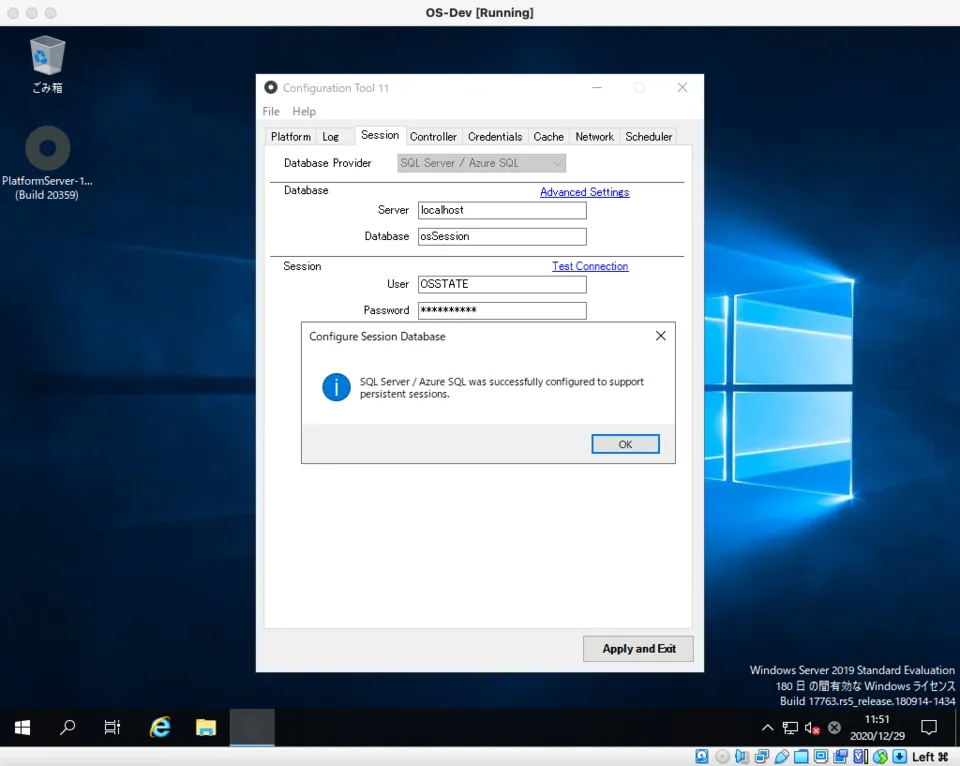 OS-Dev [Running]
ごみ箱
PlatformServer-1...
(Build 20359)
Configuration Tool 11
File Help
Platform Log Session Controller Credentials Cache Network Scheduler
Database Provider SQL Server / Azure SQL
Database Advanced Settings
Server localhost
Database osSession
Session Test Connection
User OSSTATE
Password **********
Configure Session Database
SQL Server / Azure SQL was successfully configured to support
persistent sessions.
OK
Apply and Exit
Windows Server 2019 Standard Evaluation
180 日 の間有効な Windows ライセンス
Build 17763.rs5_release.180914-1434
11:51
2020/12/29
Left ⌘